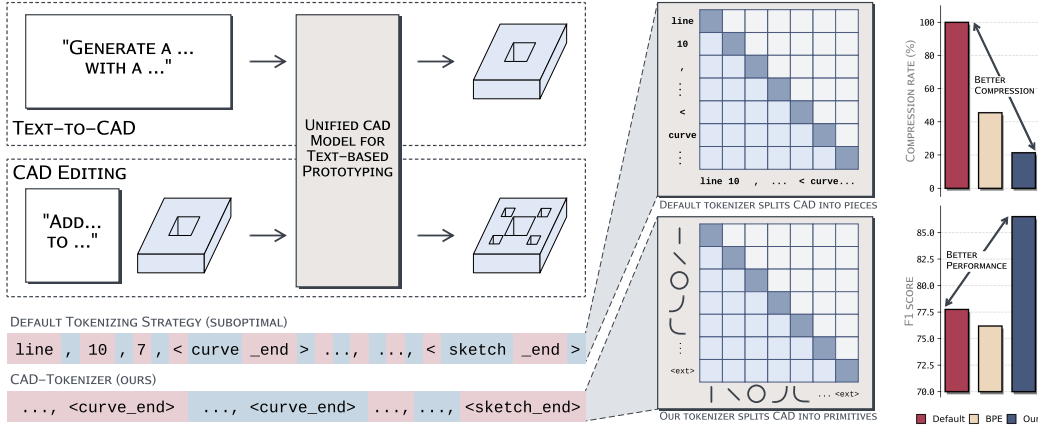 "Generate a ...
with a ..."
Text-to-CAD
CAD Editing
"Add...
to ..."
Unified CAD
Model for
Text-based
Prototyping
Default Tokenizing Strategy (suboptimal)
line , 10 , 7 , < curve _end > ..., ..., < sketch _end >
CAD-Tokenizer (ours)
..., <curve_end> ..., <curve_end> ..., ..., <sketch_end>
line
10
,
⋮
<
curve
⋮
line 10 , ... < curve...
Default tokenizer splits CAD into pieces
⋮
<ext>
... <ext>
Our tokenizer splits CAD into primitives
Compression rate (%)
100
80
60
40
20
0
Better
Compression
F1 score
85.0
82.5
80.0
77.5
75.0
72.5
70.0
Better
Performance
Default BPE Our